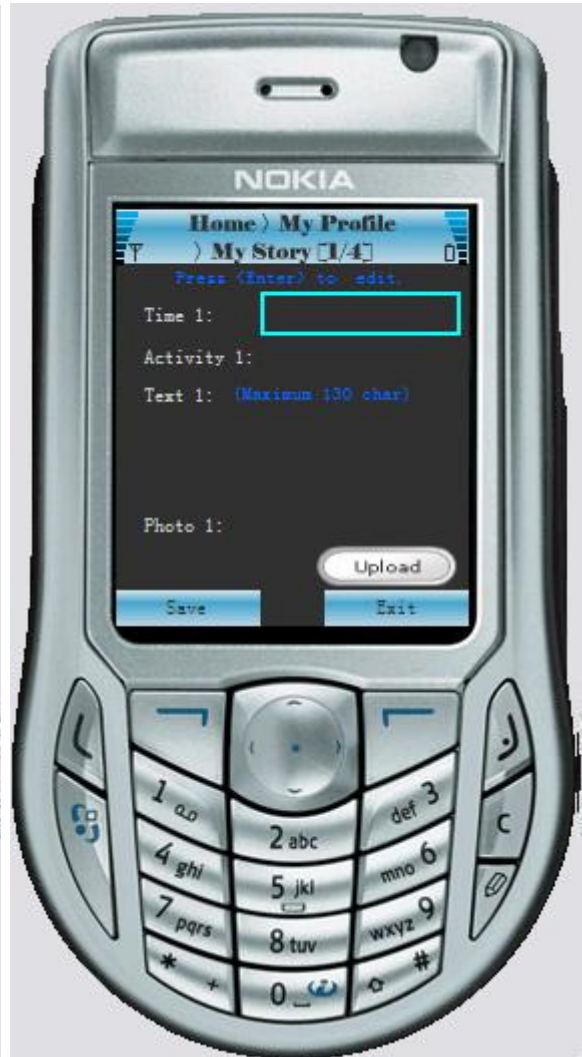 NOKIA
Home > My Profile
> My Story [1/4]
Press <Enter> to edit.
Time 1:
Activity 1:
Text 1: (Maximum 130 char)
Photo 1:
Upload
Save Exit
1 2 abc def 3
4 ghi 5 jkl mno 6
7 pqrs 8 tuv wxyz 9
* + 0 #
C